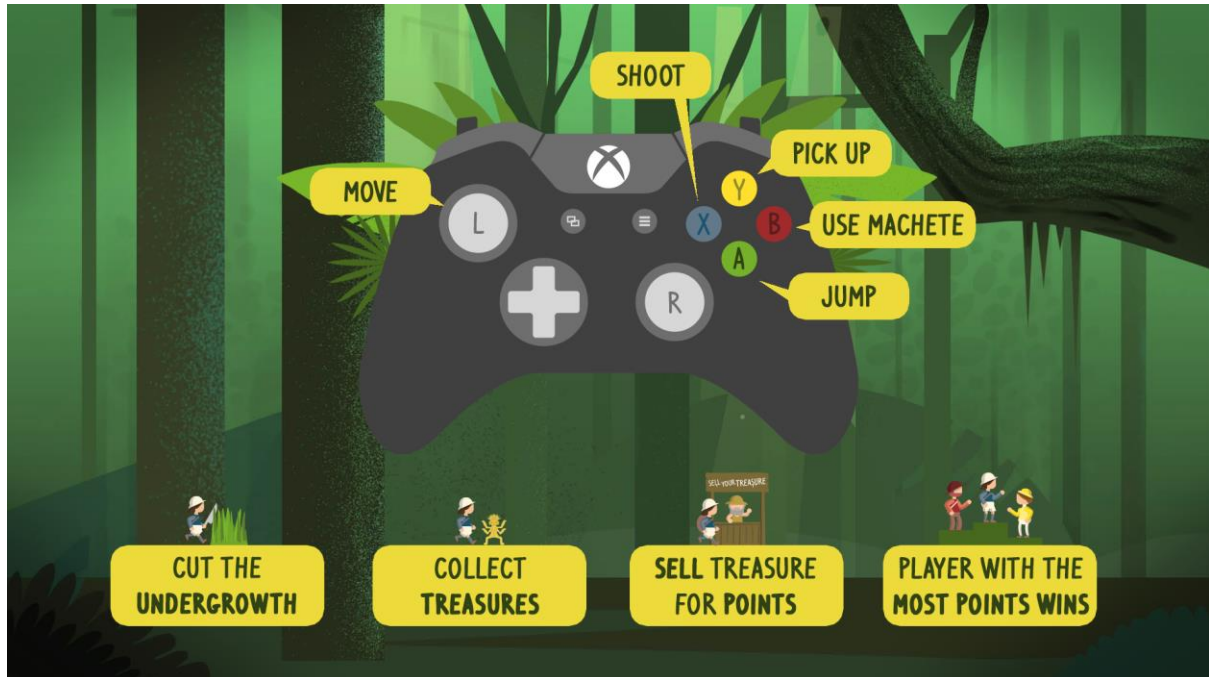 SHOOT
PICK UP
MOVE
Y
L
X
B
USE MACHETE
A
JUMP
R
SELL YOUR TREASURE
CUT THE
UNDERGROWTH
COLLECT
TREASURES
SELL TREASURE
FOR POINTS
PLAYER WITH THE
MOST POINTS WINS